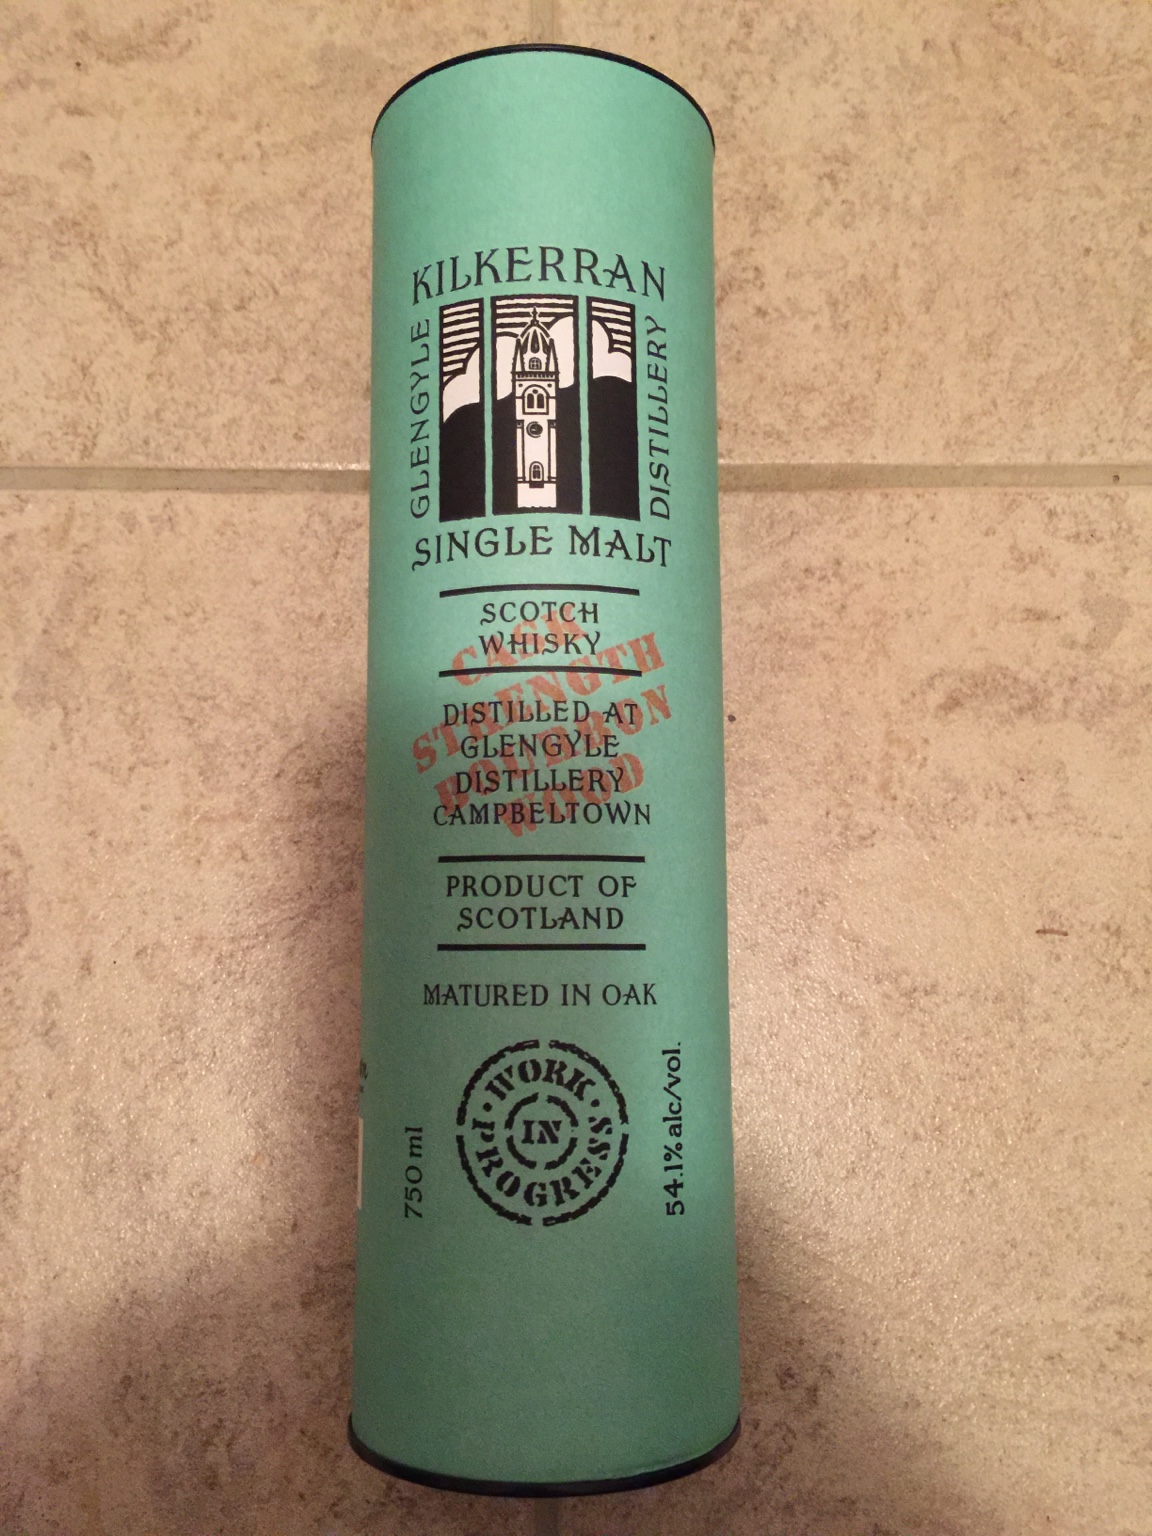 KILKERRAN
GLENGYLE
DISTILLERY
SINGLE MALT
SCOTCH
WHISKY
CASK
STRENGTH
BOURBON
WOOD
DISTILLED AT
GLENGYLE
DISTILLERY
CAMPBELTOWN
PRODUCT OF
SCOTLAND
MATURED IN OAK
WORK
IN
PROGRESS
750 ml
54.1% alc/vol.